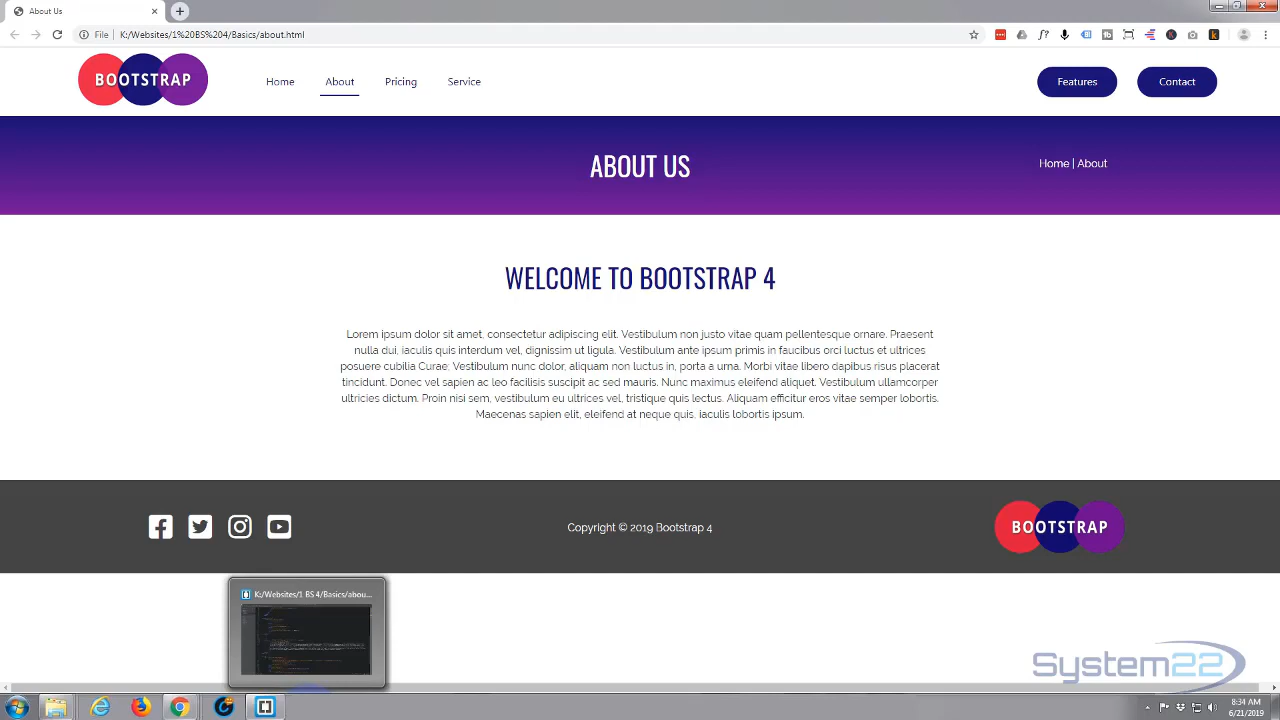 About Us
File
K:/Websites/1%20BS%204/Basics/about.html
BOOTSTRAP
Home
About
Pricing
Service
Features
Contact
ABOUT US
Home | About
WELCOME TO BOOTSTRAP 4
Lorem ipsum dolor sit amet, consectetur adipiscing elit. Vestibulum non justo vitae quam pellentesque ornare. Praesent
nulla dui, iaculis quis interdum vel, dignissim ut ligula. Vestibulum ante ipsum primis in faucibus orci luctus et ultrices
posuere cubilia Curae; Vestibulum nunc dolor, aliquam non luctus in, porta a urna. Morbi vitae libero dapibus risus placerat
tincidunt. Donec vel sapien ac leo facilisis suscipit ac sed mauris. Nunc maximus eleifend aliquet. Vestibulum ullamcorper
ultricies dictum. Proin nisi sem, vestibulum eu ultrices vel, tristique quis lectus. Aliquam efficitur eros vitae semper lobortis.
Maecenas sapien elit, eleifend at neque quis, iaculis lobortis ipsum.
Copyright © 2019 Bootstrap 4
BOOTSTRAP
K:/Websites/1 BS 4/Basics/abou...
System22
8:34 AM
6/21/2019